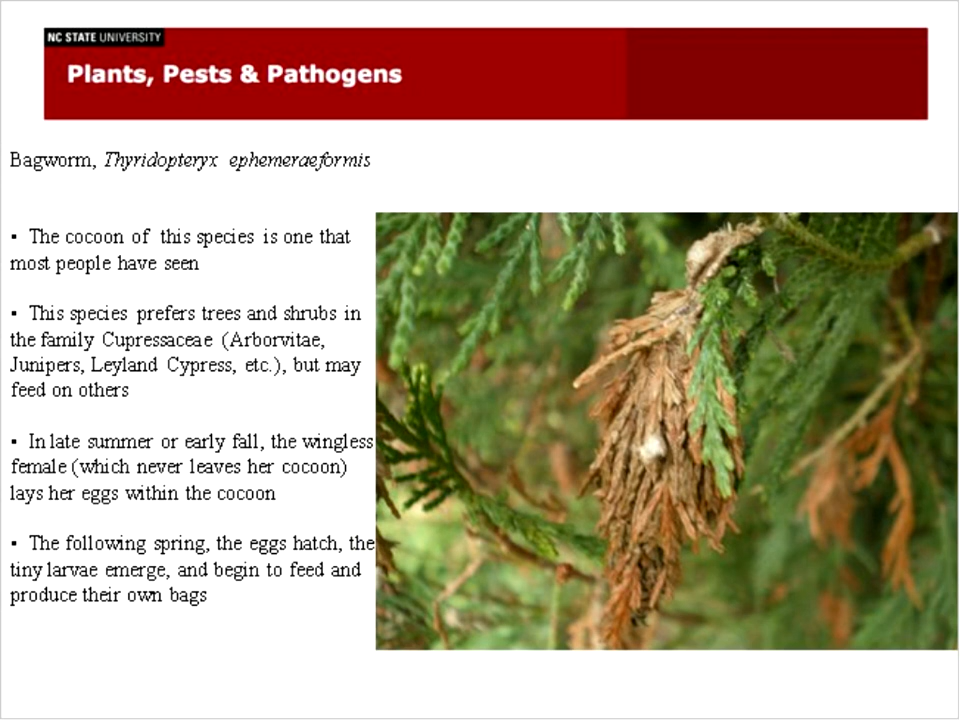 NC STATE UNIVERSITY
Plants, Pests & Pathogens
Bagworm, Thyridopteryx ephemeraeformis
▪ The cocoon of this species is one that
most people have seen
▪ This species prefers trees and shrubs in
the family Cupressaceae (Arborvitae,
Junipers, Leyland Cypress, etc.), but may
feed on others
▪ In late summer or early fall, the wingless
female (which never leaves her cocoon)
lays her eggs within the cocoon
▪ The following spring, the eggs hatch, the
tiny larvae emerge, and begin to feed and
produce their own bags